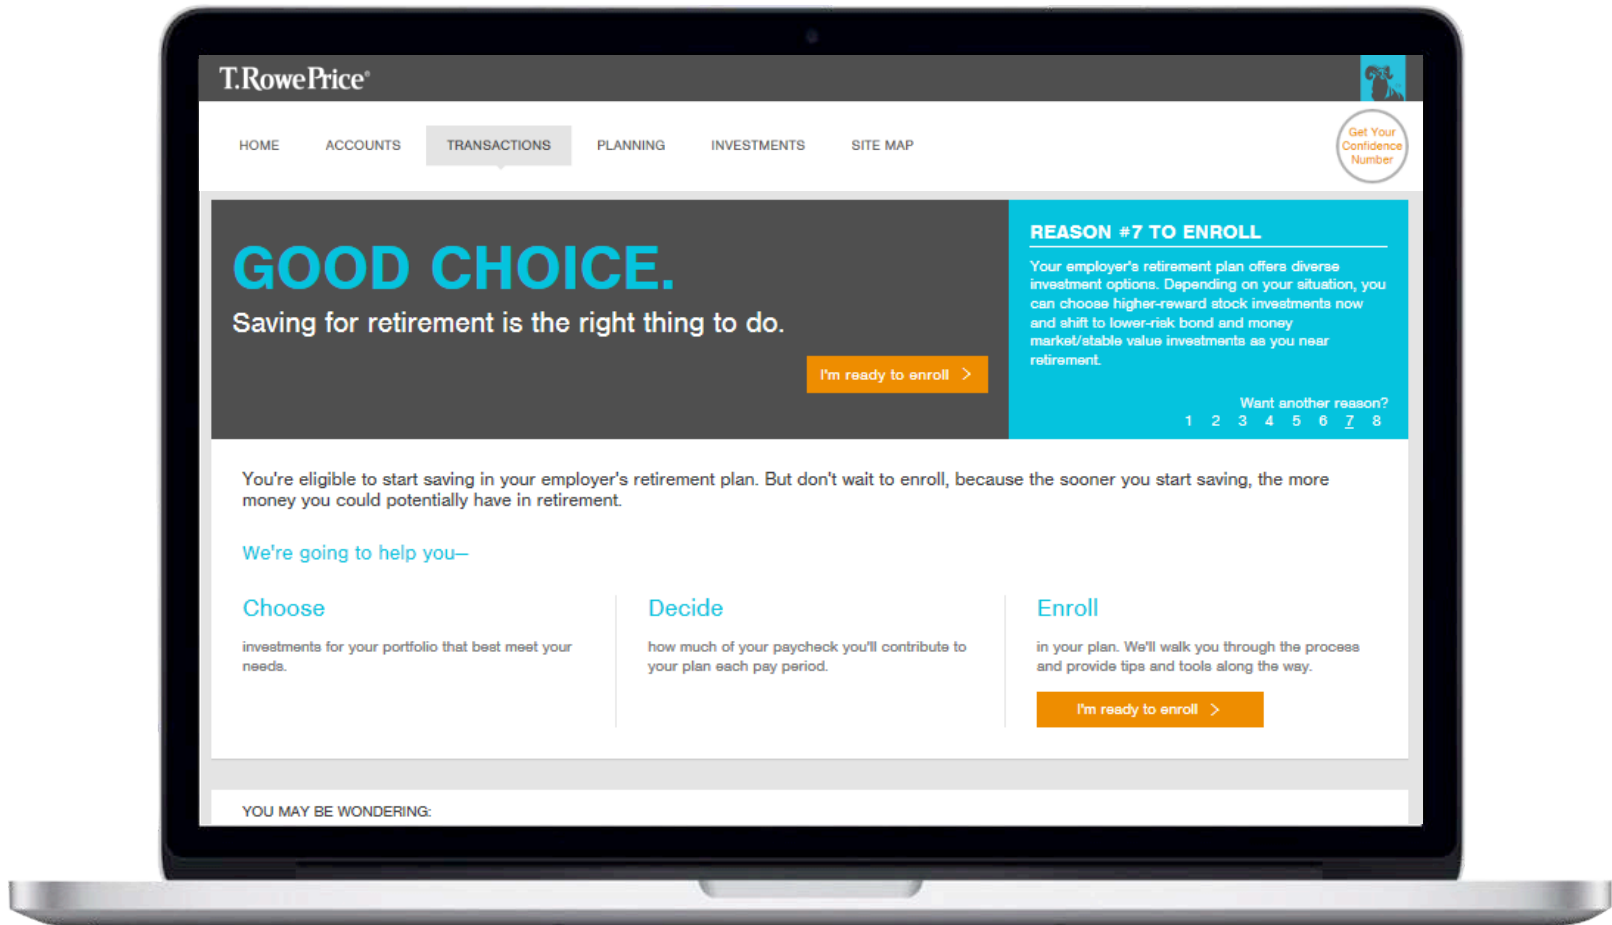 T.RowePrice®
HOME ACCOUNTS TRANSACTIONS PLANNING INVESTMENTS SITE MAP
Get Your
Confidence
Number
GOOD CHOICE.
Saving for retirement is the right thing to do.
I'm ready to enroll >
REASON #7 TO ENROLL
Your employer's retirement plan offers diverse
investment options. Depending on your situation, you
can choose higher-reward stock investments now
and shift to lower-risk bond and money
market/stable value investments as you near
retirement.
Want another reason?
1 2 3 4 5 6 7 8
You're eligible to start saving in your employer's retirement plan. But don't wait to enroll, because the sooner you start saving, the more
money you could potentially have in retirement.
We're going to help you—
Choose
investments for your portfolio that best meet your
needs.
Decide
how much of your paycheck you'll contribute to
your plan each pay period.
Enroll
in your plan. We'll walk you through the process
and provide tips and tools along the way.
I'm ready to enroll >
YOU MAY BE WONDERING: